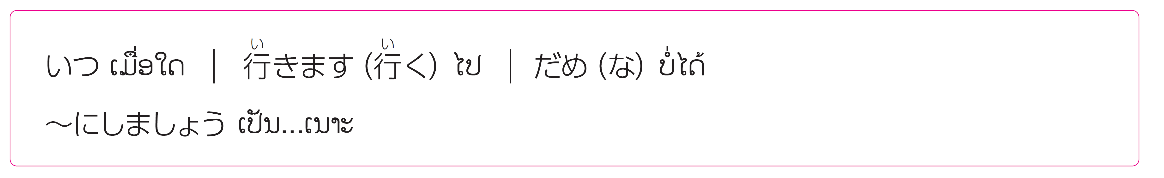 いつ ເມື່ອໃດ | 行きます (行く) ໄປ | だめ (な) ບໍ່ໄດ້
～にしましょう ເປັນ...ເນາະ